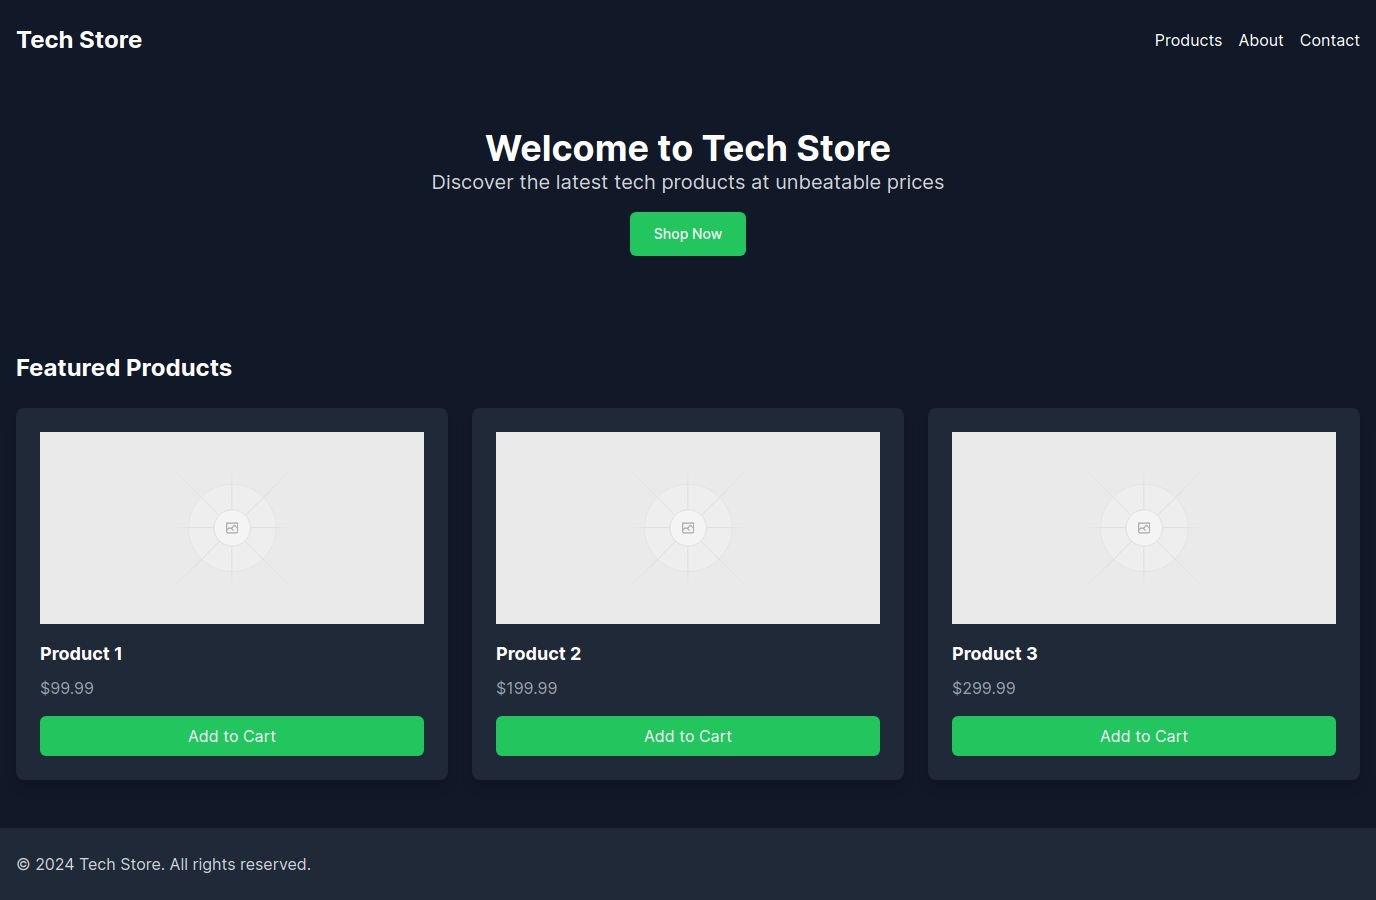 Tech Store
Products About Contact
Welcome to Tech Store
Discover the latest tech products at unbeatable prices
Shop Now
Featured Products
Product 1
$99.99
Add to Cart
Product 2
$199.99
Add to Cart
Product 3
$299.99
Add to Cart
© 2024 Tech Store. All rights reserved.